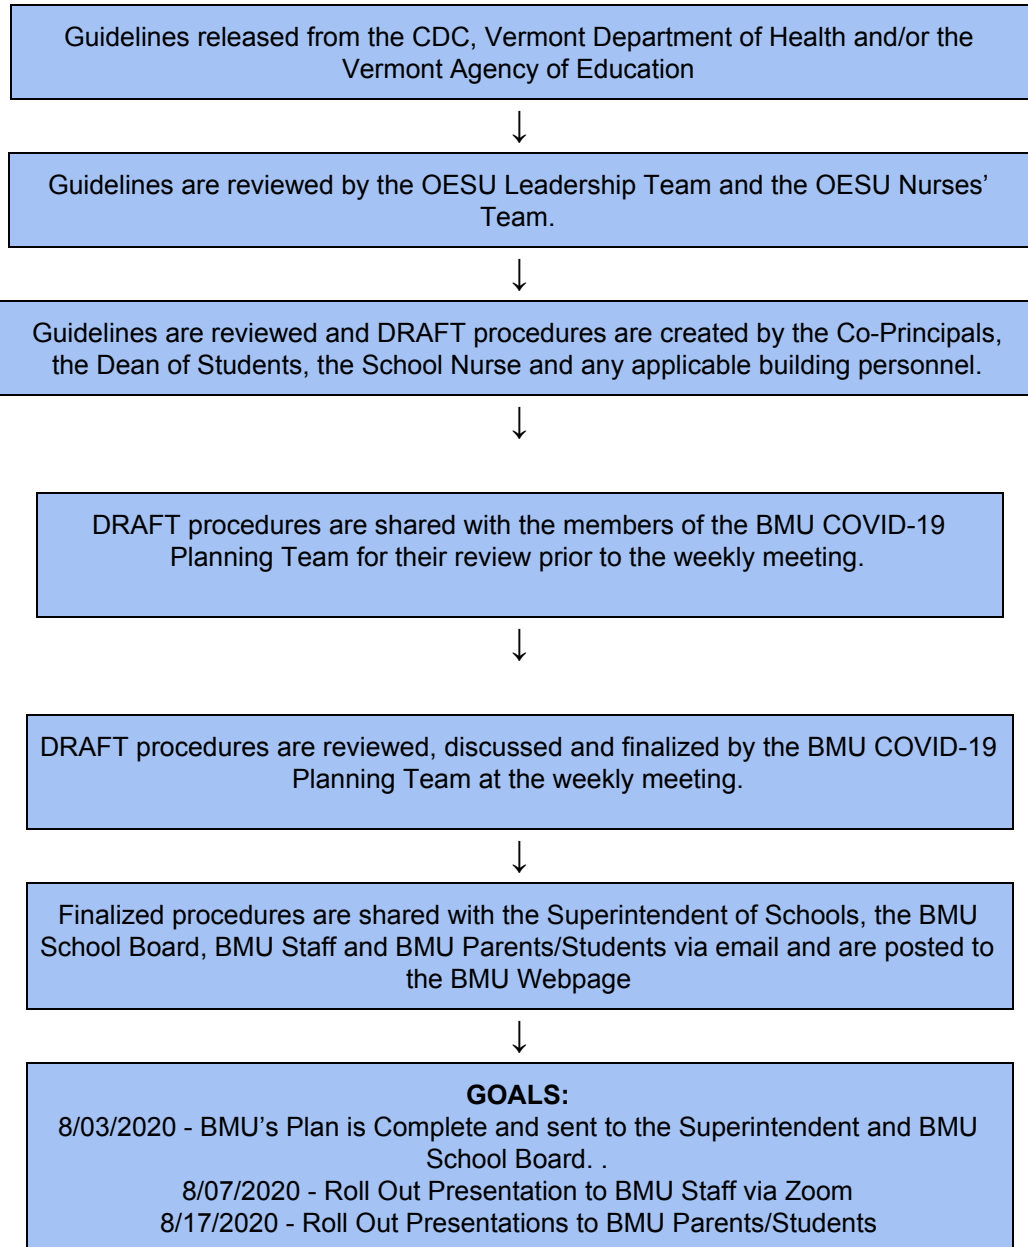 Guidelines released from the CDC, Vermont Department of Health and/or the
Vermont Agency of Education
↓
Guidelines are reviewed by the OESU Leadership Team and the OESU Nurses’
Team.
↓
Guidelines are reviewed and DRAFT procedures are created by the Co-Principals,
the Dean of Students, the School Nurse and any applicable building personnel.
↓
DRAFT procedures are shared with the members of the BMU COVID-19
Planning Team for their review prior to the weekly meeting.
↓
DRAFT procedures are reviewed, discussed and finalized by the BMU COVID-19
Planning Team at the weekly meeting.
↓
Finalized procedures are shared with the Superintendent of Schools, the BMU
School Board, BMU Staff and BMU Parents/Students via email and are posted to
the BMU Webpage
↓
GOALS:
8/03/2020 - BMU’s Plan is Complete and sent to the Superintendent and BMU
School Board. .
8/07/2020 - Roll Out Presentation to BMU Staff via Zoom
8/17/2020 - Roll Out Presentations to BMU Parents/Students